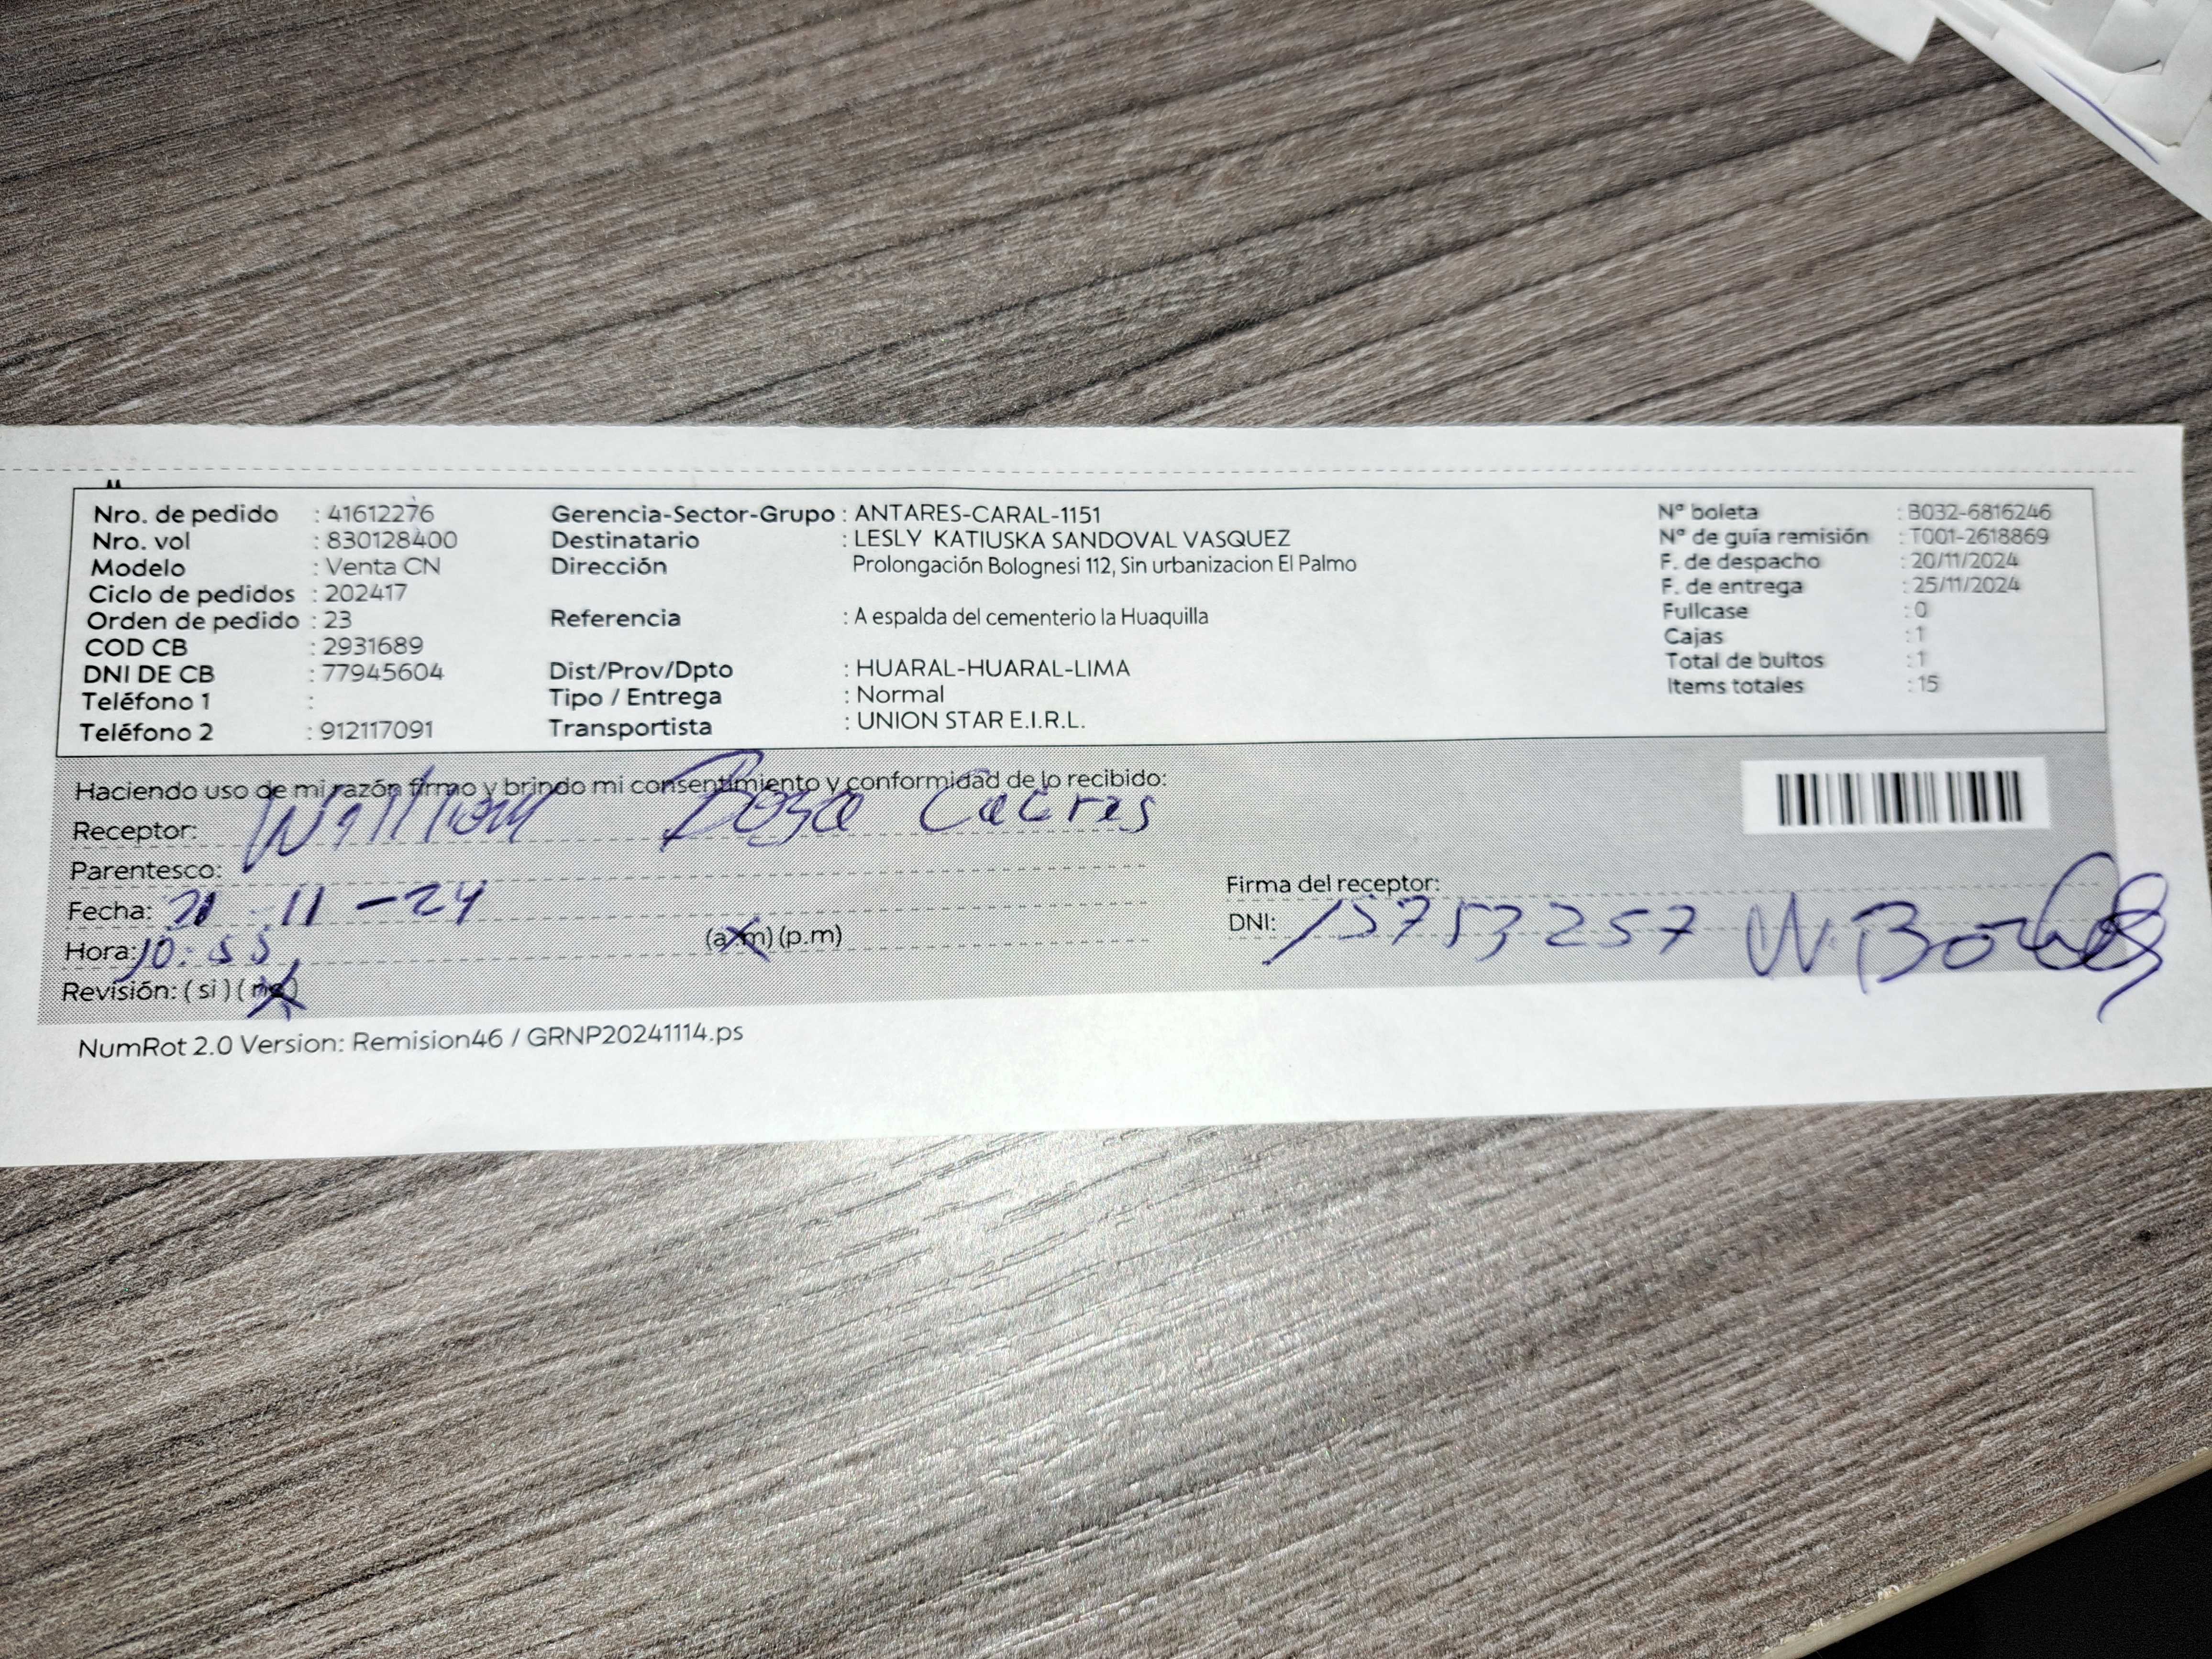 Nro. de pedido : 41612276 Gerencia-Sector-Grupo : ANTARES-CARAL-1151 Nº boleta : B032-6816246
Nro. vol : 830128400 Destinatario : LESLY KATIUSKA SANDOVAL VASQUEZ Nº de guía remisión : T001-2618869
Modelo : Venta CN Dirección Prolongación Bolognesi 112, Sin urbanizacion El Palmo F. de despacho : 20/11/2024
Ciclo de pedidos : 202417 F. de entrega : 25/11/2024
Orden de pedido : 23 Referencia : A espalda del cementerio la Huaquilla Fullcase : 0
COD CB : 2931689 Cajas : 1
DNI DE CB : 77945604 Dist/Prov/Dpto : HUARAL-HUARAL-LIMA Total de bultos : 1
Teléfono 1 : Tipo / Entrega : Normal Items totales : 15
Teléfono 2 : 912117091 Transportista : UNION STAR E.I.R.L.
Haciendo uso de mi razón firmo y brindo mi consentimiento y conformidad de lo recibido:
Receptor: William
Parentesco:
Firma del receptor:
Fecha: 21-11-24
DNI: 15753257
Hora: 10:55 (a.m) (p.m)
Revisión: (si) (no)
NumRot 2.0 Version: Remision46 / GRNP20241114.ps